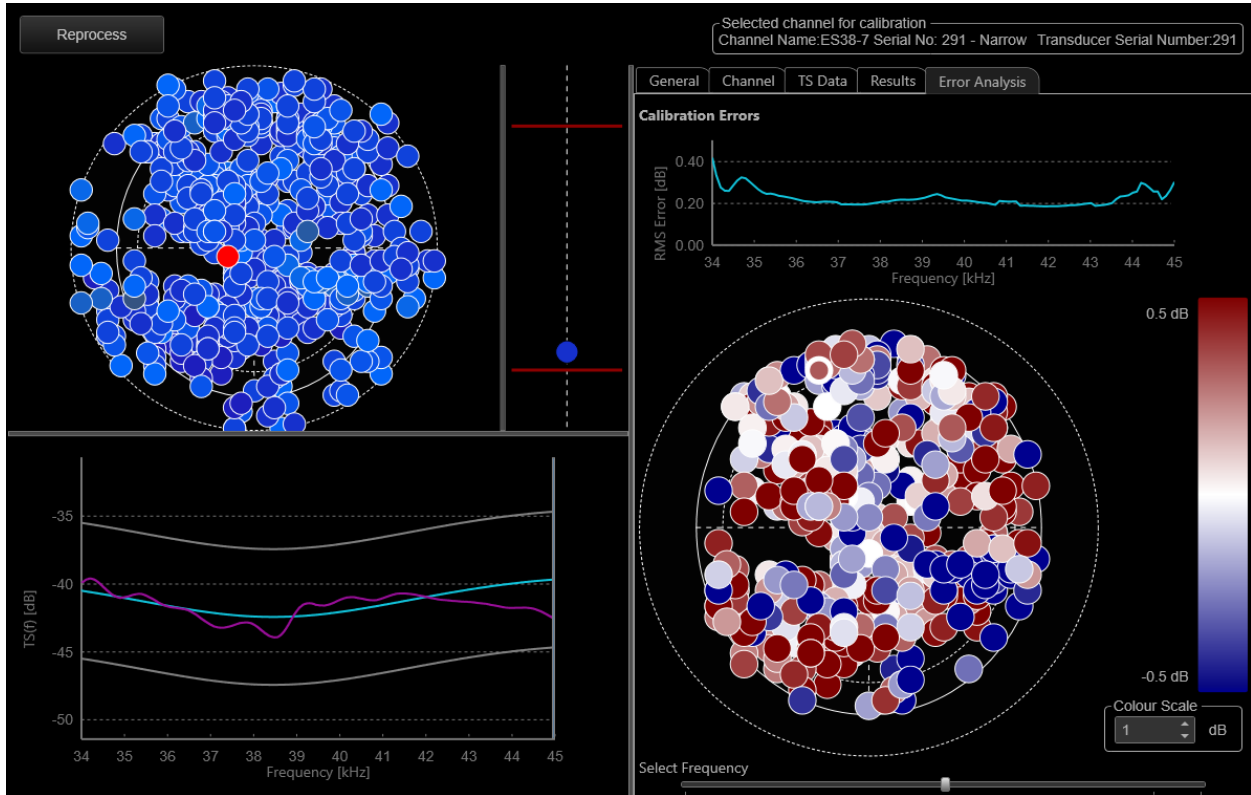 Reprocess
Selected channel for calibration
Channel Name:ES38-7 Serial No: 291 - Narrow Transducer Serial Number:291
General Channel TS Data Results Error Analysis
Calibration Errors
RMS Error [dB]
0.40
0.20
0.00
34 35 36 37 38 39 40 41 42 43 44 45
Frequency [kHz]
0.5 dB
-0.5 dB
Colour Scale
1 dB
Select Frequency
TS(f) [dB]
-35
-40
-45
-50
34 35 36 37 38 39 40 41 42 43 44 45
Frequency [kHz]